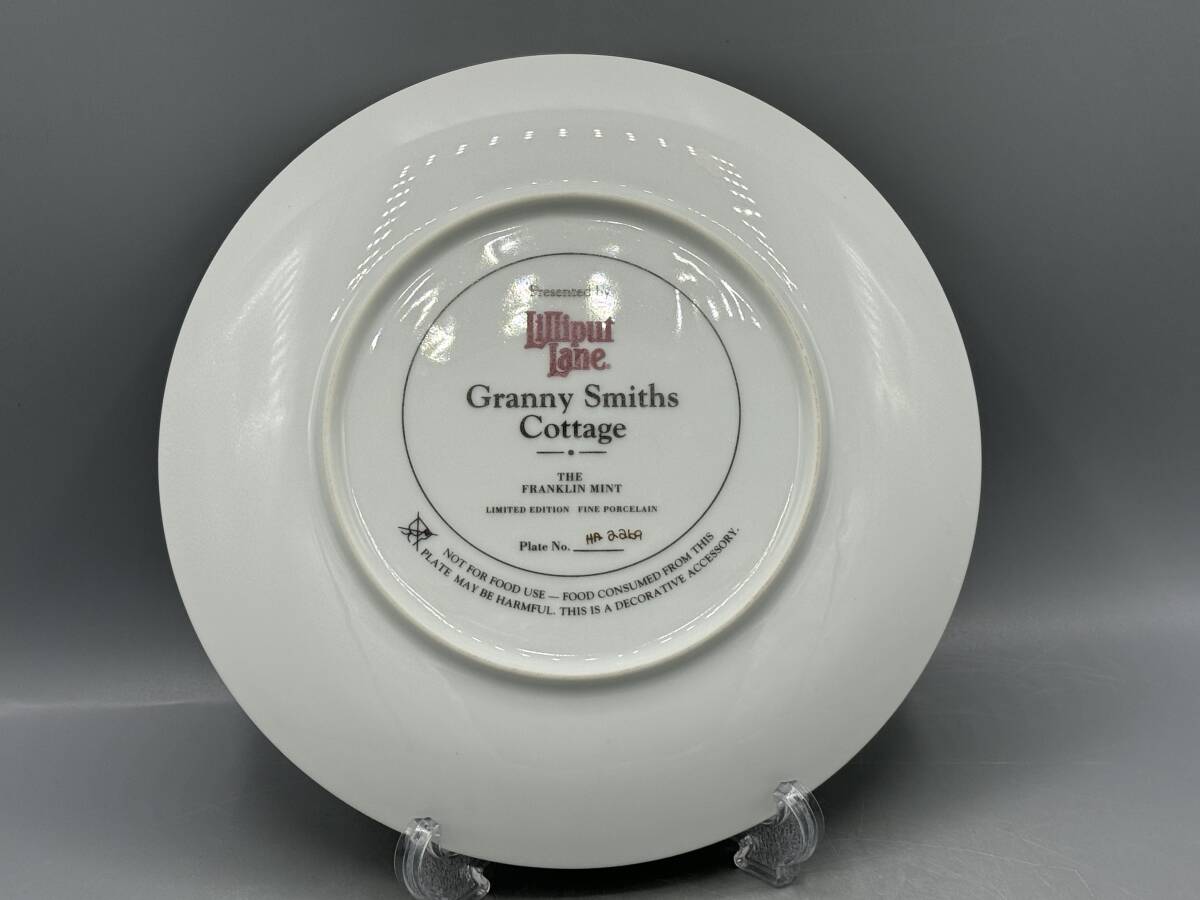 Presented by
Lilliput
Lane®
Granny Smiths
Cottage
THE
FRANKLIN MINT
LIMITED EDITION FINE PORCELAIN
Plate No. HA 2269
NOT FOR FOOD USE — FOOD CONSUMED FROM THIS
PLATE MAY BE HARMFUL. THIS IS A DECORATIVE ACCESSORY.